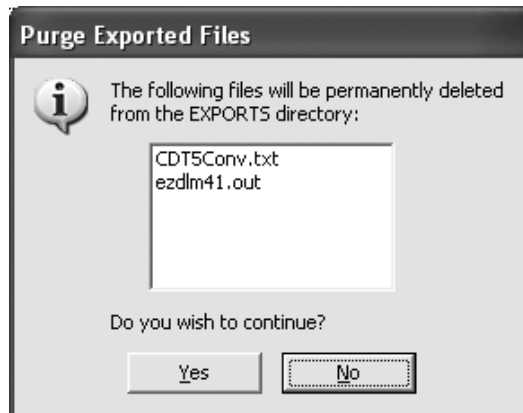 Purge Exported Files
The following files will be permanently deleted
from the EXPORTS directory:
CDT5Conv.txt
ezdlm41.out
Do you wish to continue?
Yes
No